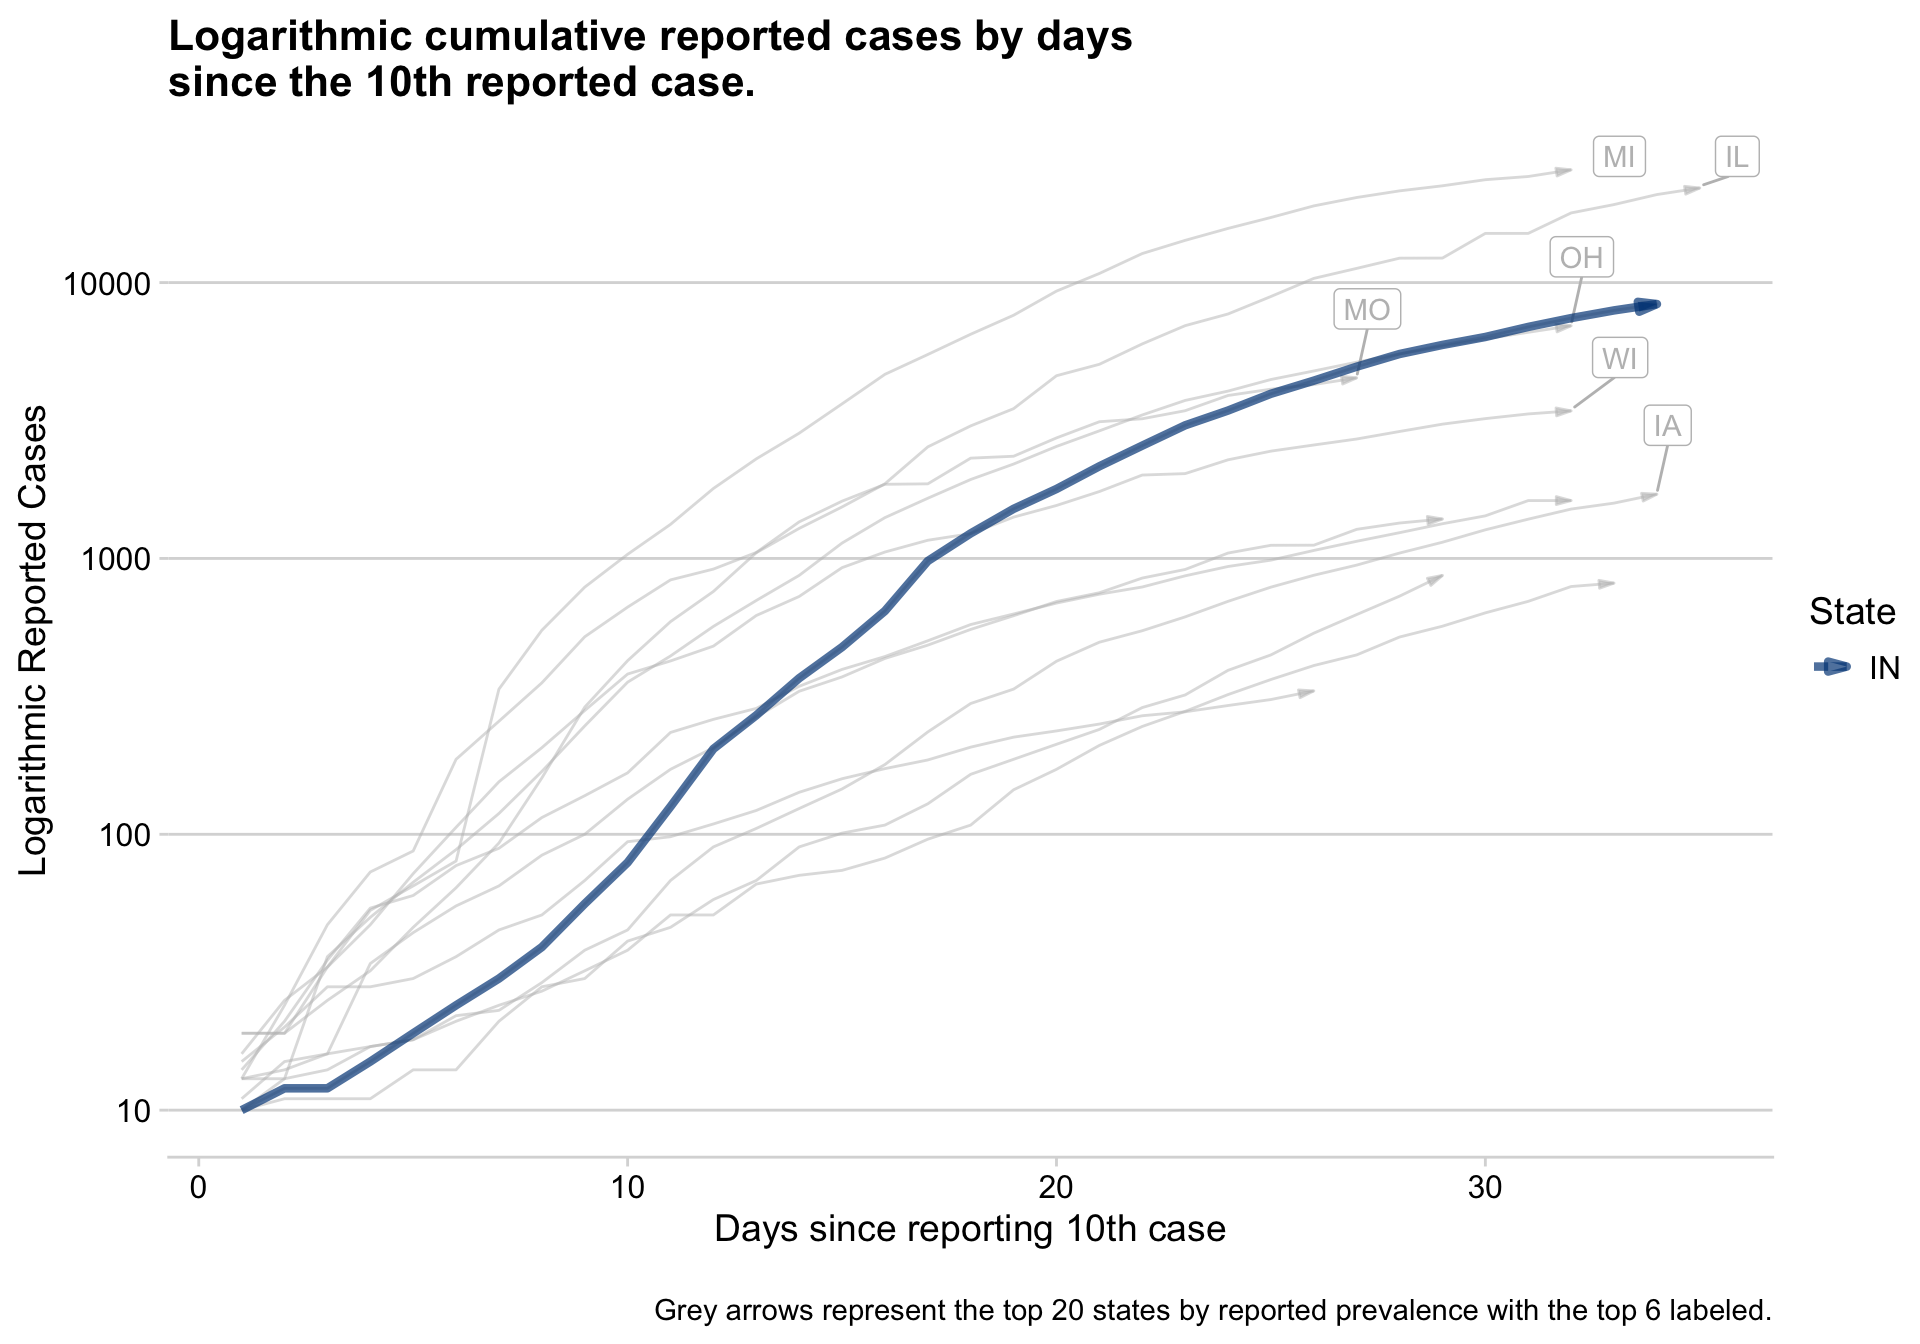 Logarithmic cumulative reported cases by days
since the 10th reported case.
MI
IL
OH
MO
WI
IA
10000
1000
100
10
Logarithmic Reported Cases
State
IN
0
10
20
30
Days since reporting 10th case
Grey arrows represent the top 20 states by reported prevalence with the top 6 labeled.